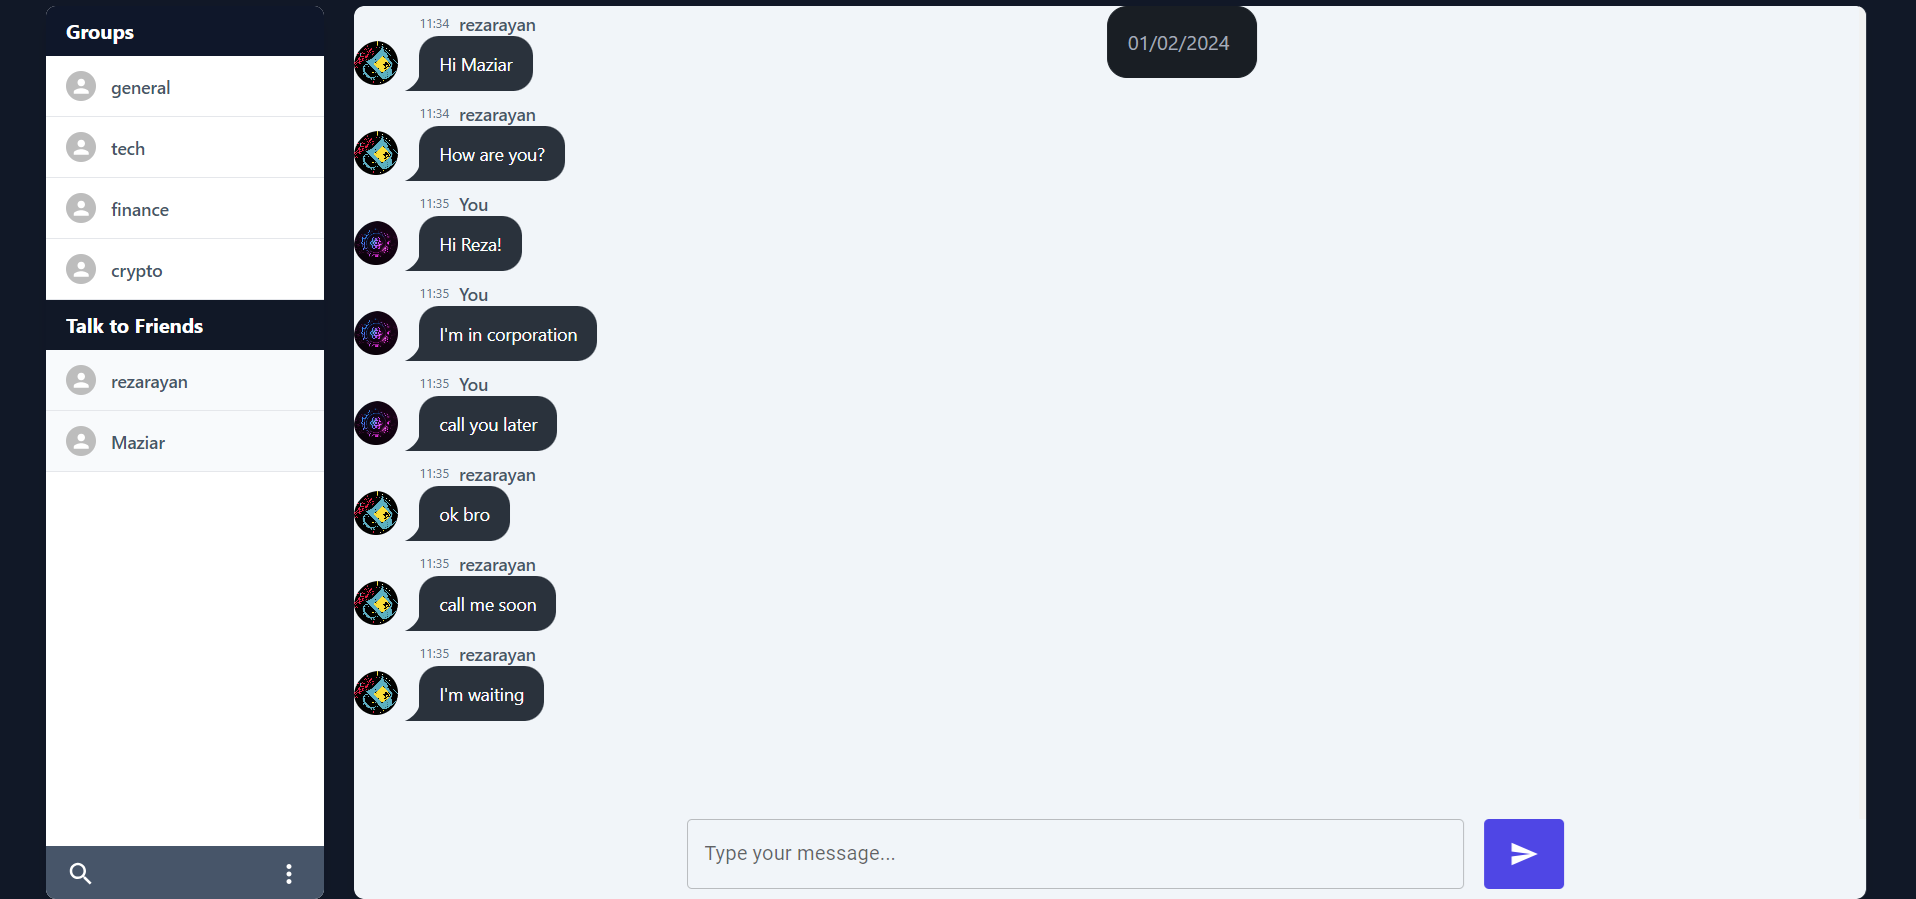 Groups
general
tech
finance
crypto
Talk to Friends
rezarayan
Maziar
01/02/2024
11:34 rezarayan
Hi Maziar
11:34 rezarayan
How are you?
11:35 You
Hi Reza!
11:35 You
I'm in corporation
11:35 You
call you later
11:35 rezarayan
ok bro
11:35 rezarayan
call me soon
11:35 rezarayan
I'm waiting
Type your message...